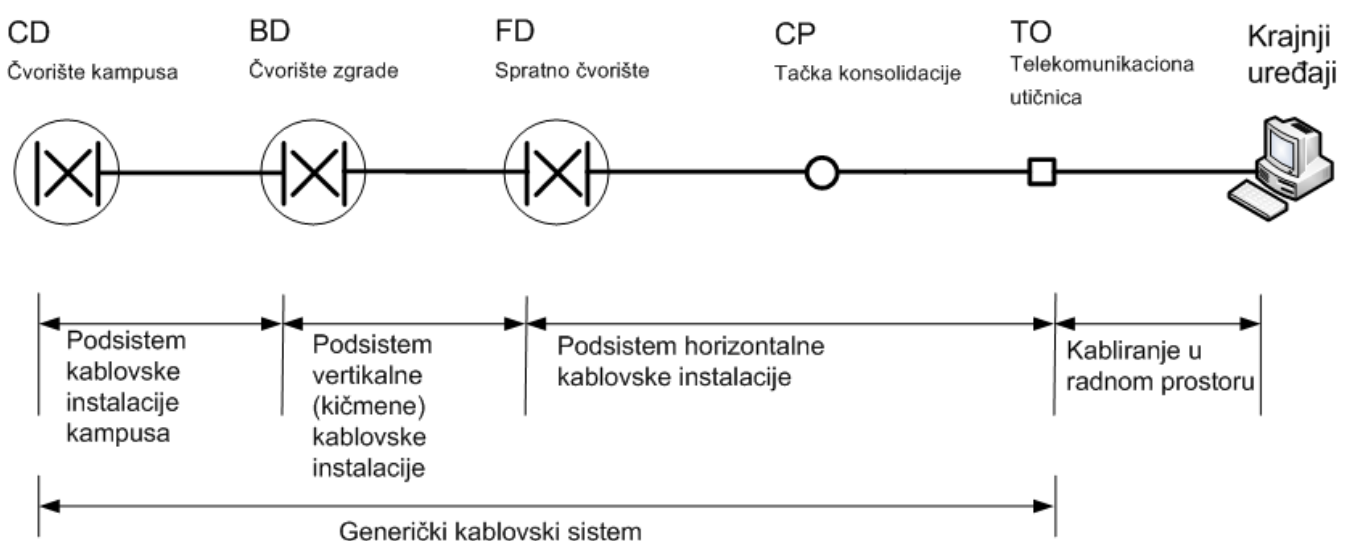 CD
Čvorište kampusa
BD
Čvorište zgrade
FD
Spratno čvorište
CP
Tačka konsolidacije
TO
Telekomunikaciona
utičnica
Krajnji
uređaji
Podsistem
kablovske
instalacije
kampusa
Podsistem
vertikalne
(kičmene)
kablovske
instalacije
Podsistem horizontalne
kablovske instalacije
Kabliranje u
radnom prostoru
Generički kablovski sistem